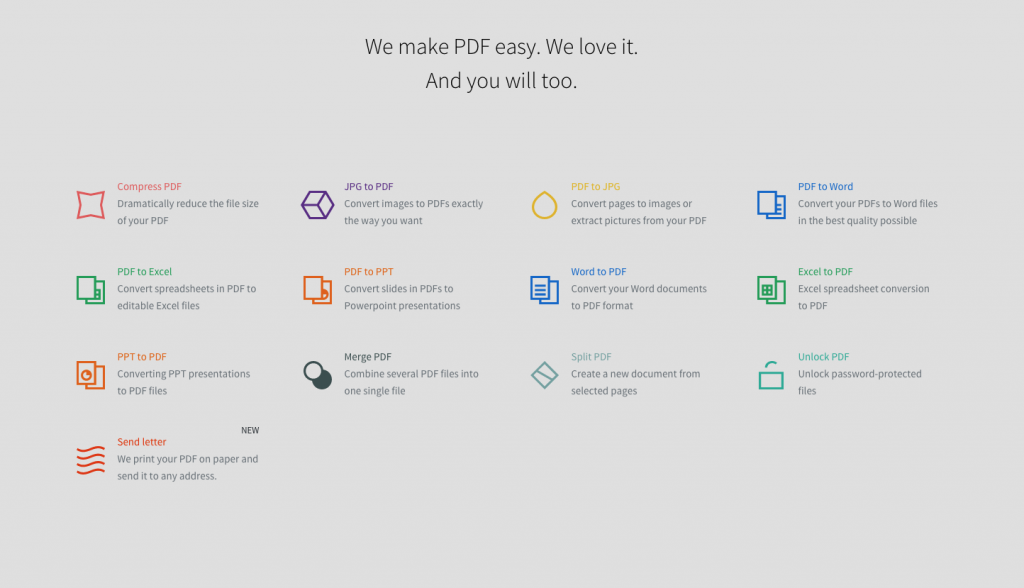 We make PDF easy. We love it.
And you will too.
Compress PDF
Dramatically reduce the file size
of your PDF
JPG to PDF
Convert images to PDFs exactly
the way you want
PDF to JPG
Convert pages to images or
extract pictures from your PDF
PDF to Word
Convert your PDFs to Word files
in the best quality possible
PDF to Excel
Convert spreadsheets in PDF to
editable Excel files
PDF to PPT
Convert slides in PDFs to
Powerpoint presentations
Word to PDF
Convert your Word documents
to PDF format
Excel to PDF
Excel spreadsheet conversion
to PDF
PPT to PDF
Converting PPT presentations
to PDF files
Merge PDF
Combine several PDF files into
one single file
Split PDF
Create a new document from
selected pages
Unlock PDF
Unlock password-protected
files
NEW
Send letter
We print your PDF on paper and
send it to any address.